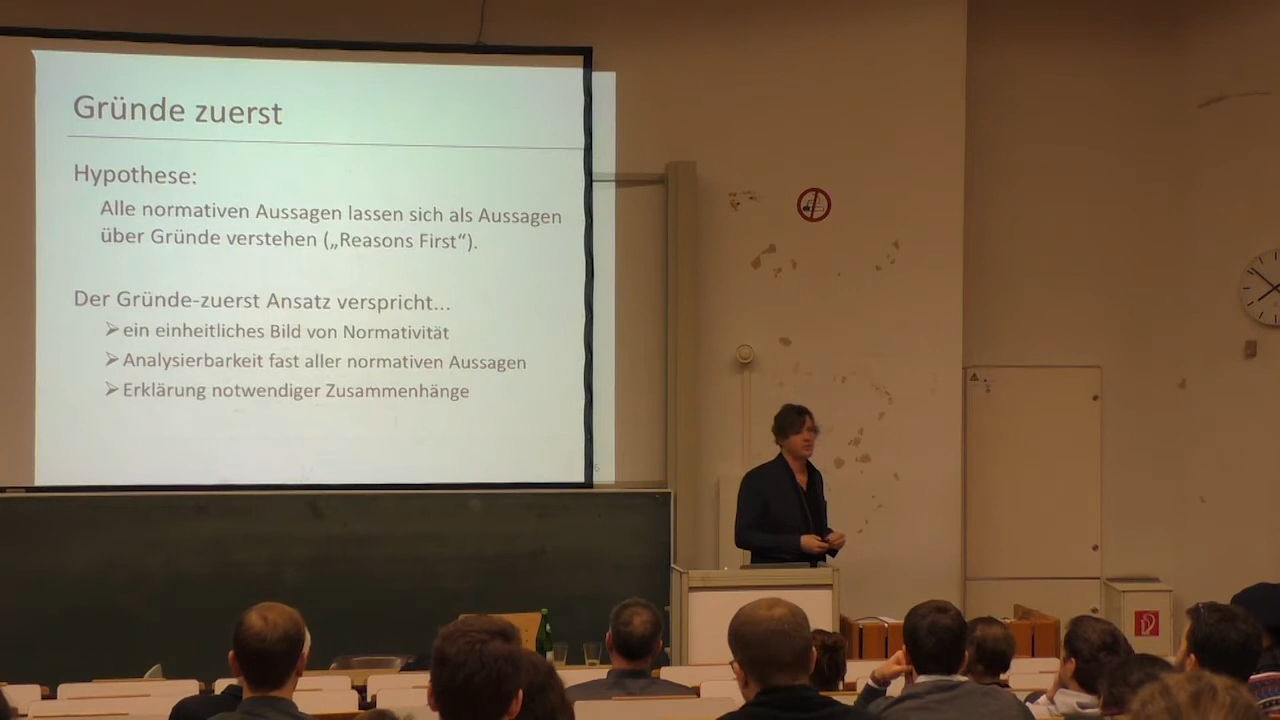 Gründe zuerst
Hypothese:
Alle normativen Aussagen lassen sich als Aussagen
über Gründe verstehen („Reasons First“).
Der Gründe-zuerst Ansatz verspricht...
ein einheitliches Bild von Normativität
Analysierbarkeit fast aller normativen Aussagen
Erklärung notwendiger Zusammenhänge
6